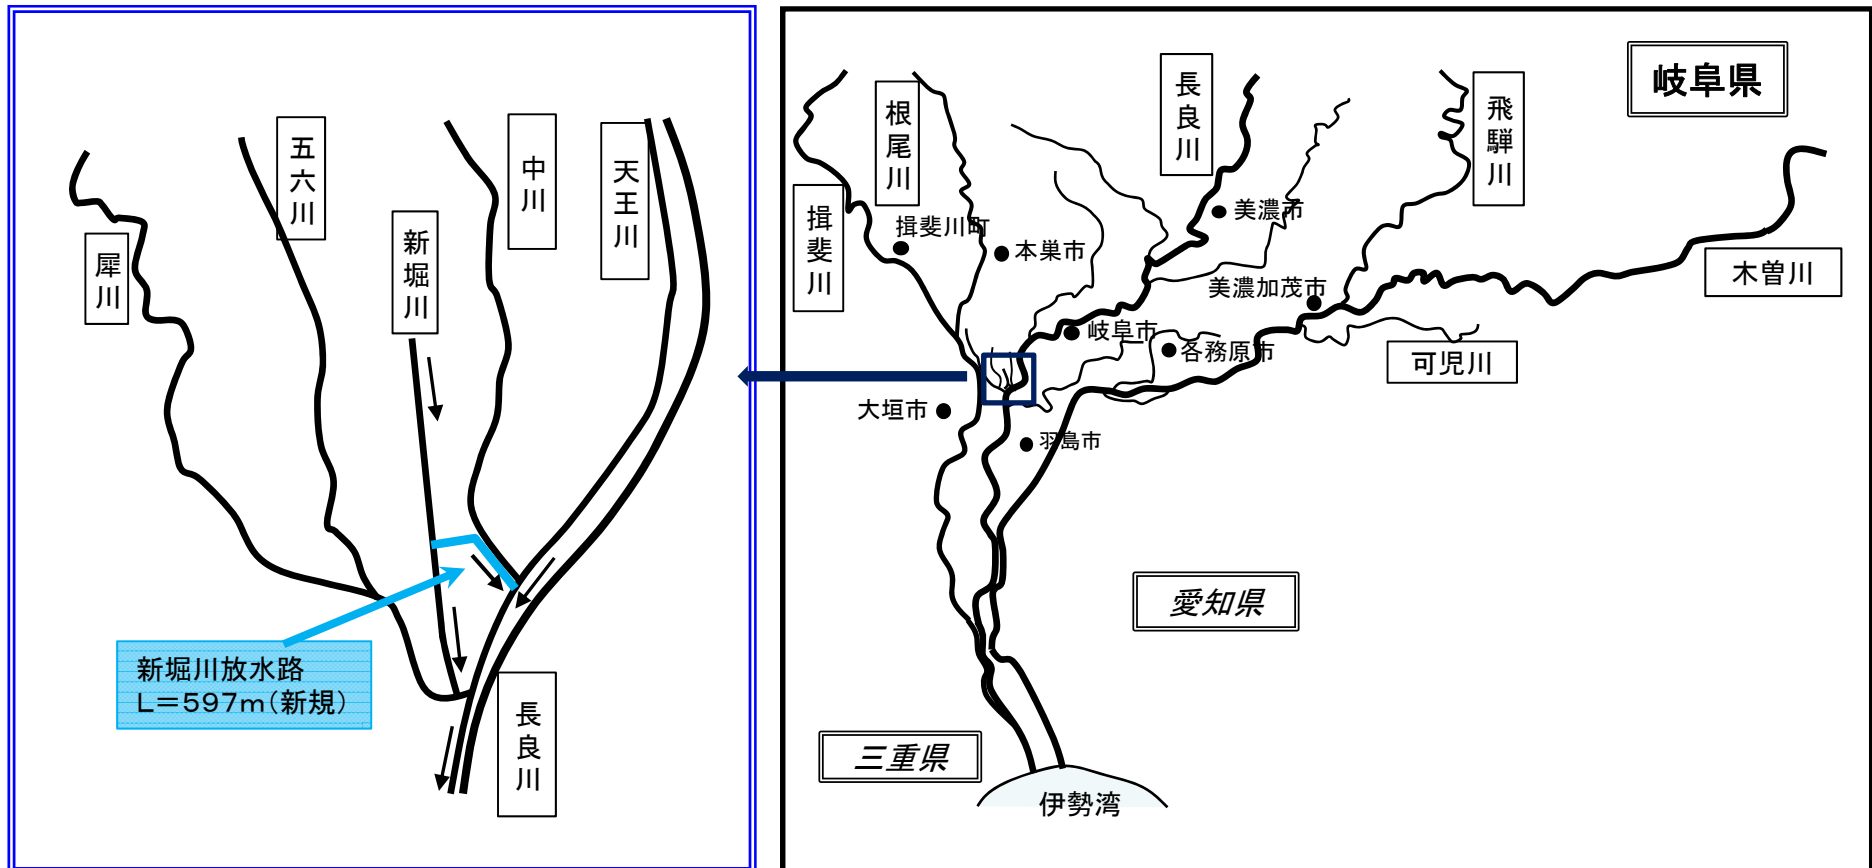 犀川
五六川
新堀川
中川
天王川
新堀川放水路
L＝597m（新規）
長良川
岐阜県
揖斐川
根尾川
長良川
飛騨川
木曽川
可児川
揖斐川町
本巣市
美濃市
美濃加茂市
岐阜市
各務原市
大垣市
羽島市
愛知県
三重県
伊勢湾